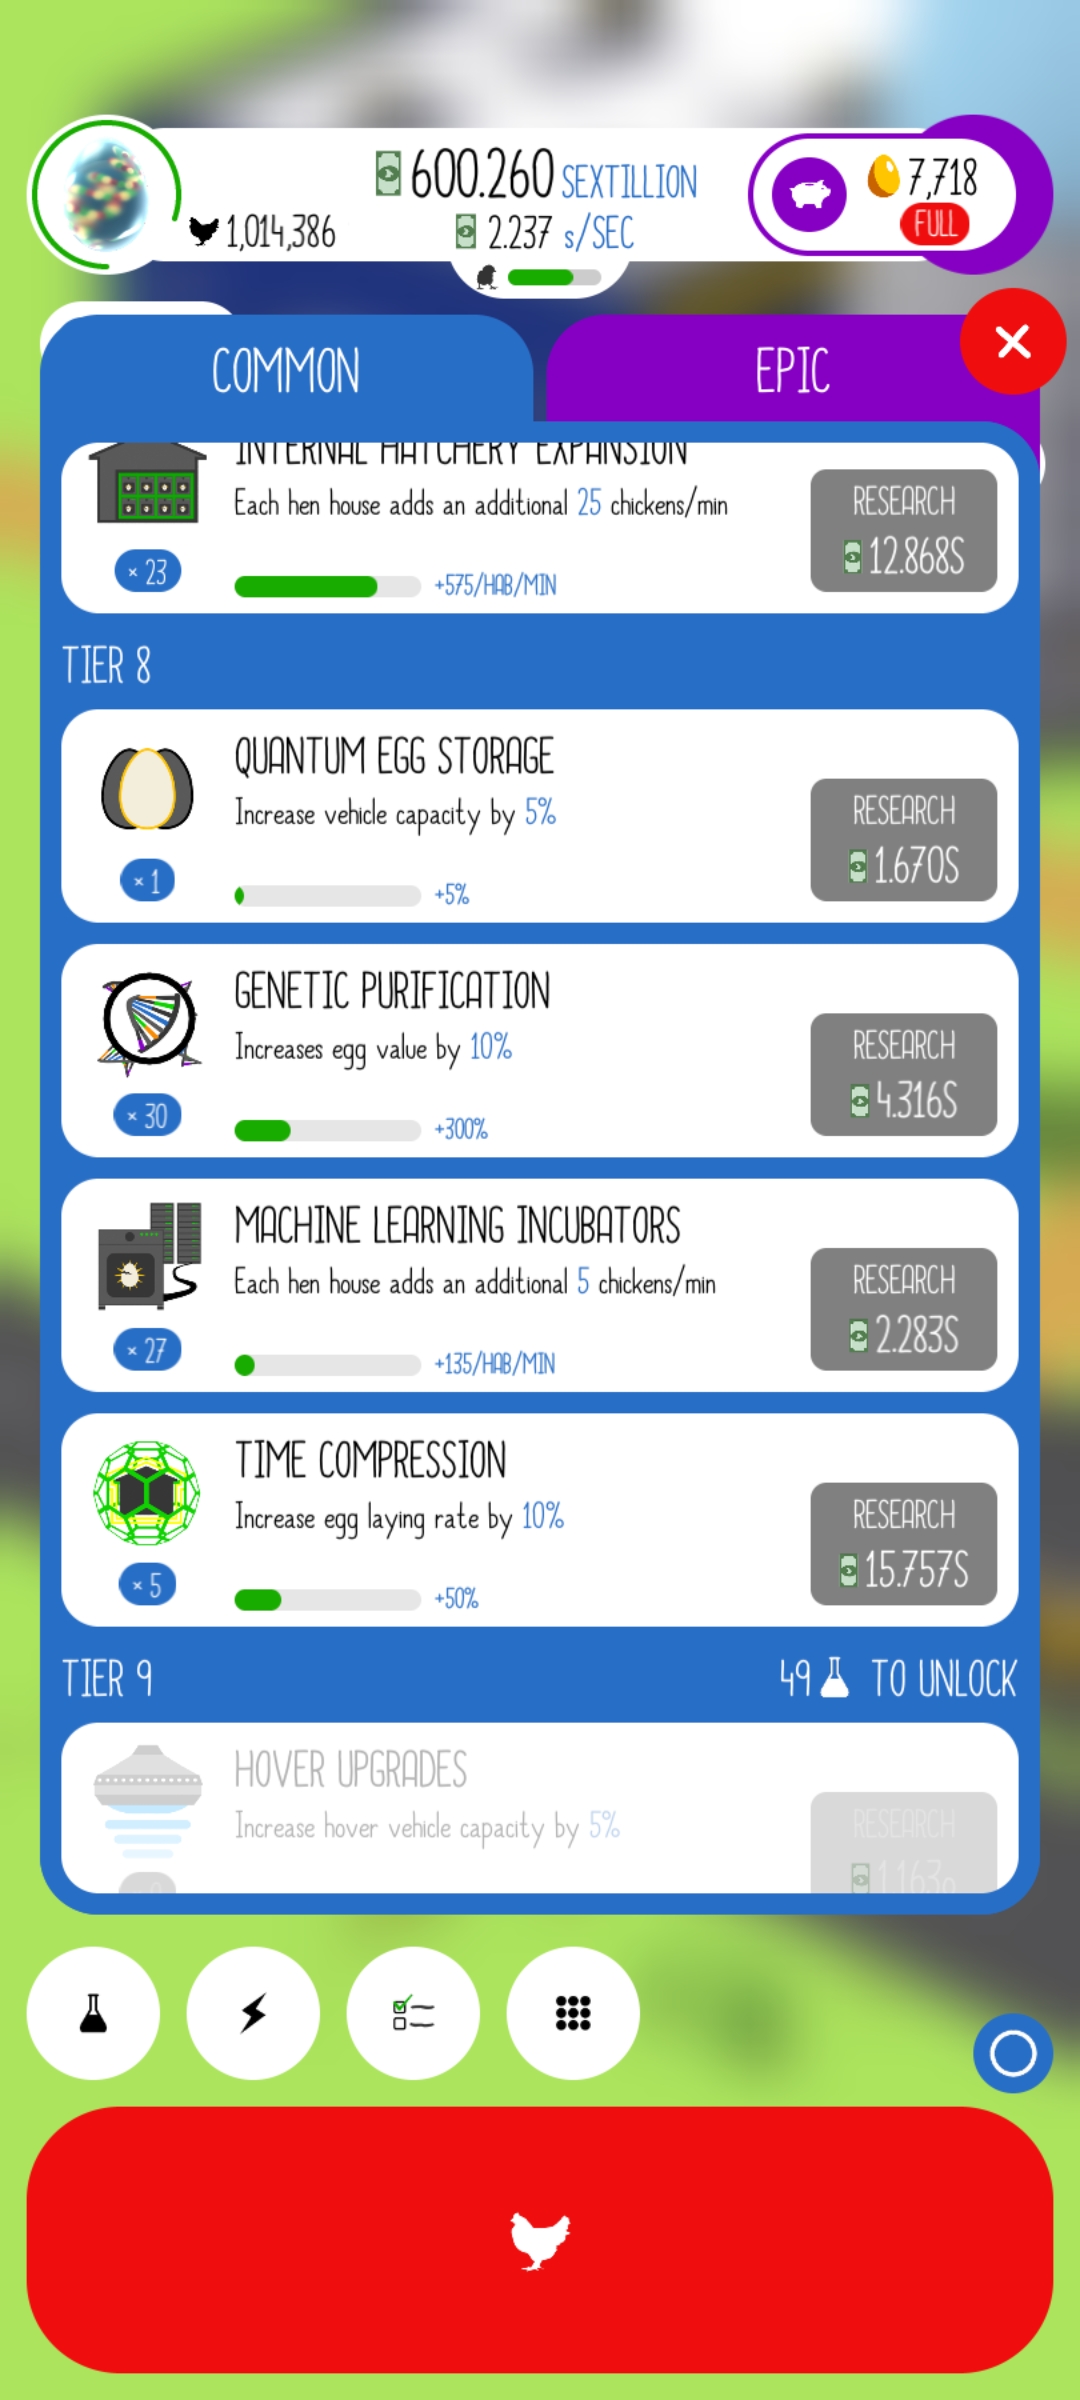 600.260 SEXTILLION
1,014,386
2.237 s/SEC
7,718
FULL
COMMON
EPIC
INTERNAL HATCHERY EXPANSION
Each hen house adds an additional 25 chickens/min
× 23
+575/HAB/MIN
RESEARCH
12.868S
TIER 8
QUANTUM EGG STORAGE
Increase vehicle capacity by 5%
× 1
+5%
RESEARCH
1.670S
GENETIC PURIFICATION
Increases egg value by 10%
× 30
+300%
RESEARCH
4.316S
MACHINE LEARNING INCUBATORS
Each hen house adds an additional 5 chickens/min
× 27
+135/HAB/MIN
RESEARCH
2.283S
TIME COMPRESSION
Increase egg laying rate by 10%
× 5
+50%
RESEARCH
15.757S
TIER 9
49 TO UNLOCK
HOVER UPGRADES
Increase hover vehicle capacity by 5%
RESEARCH